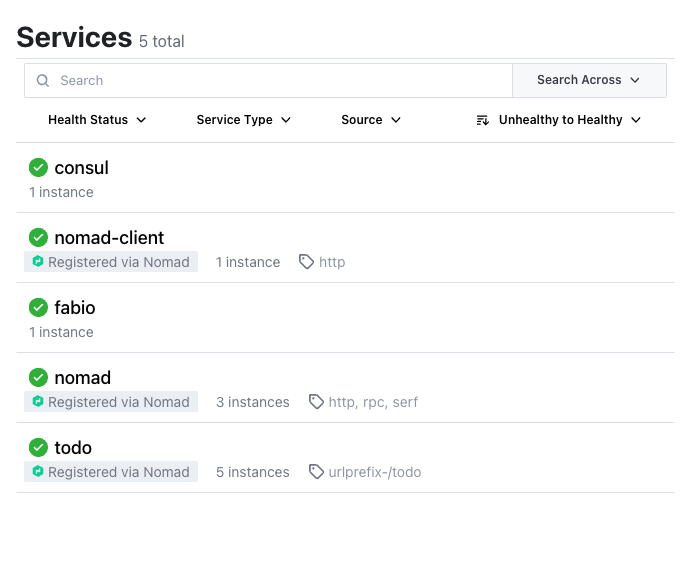 Services 5 total
Search Search Across
Health Status Service Type Source Unhealthy to Healthy
consul
1 instance
nomad-client
Registered via Nomad 1 instance http
fabio
1 instance
nomad
Registered via Nomad 3 instances http, rpc, serf
todo
Registered via Nomad 5 instances urlprefix-/todo